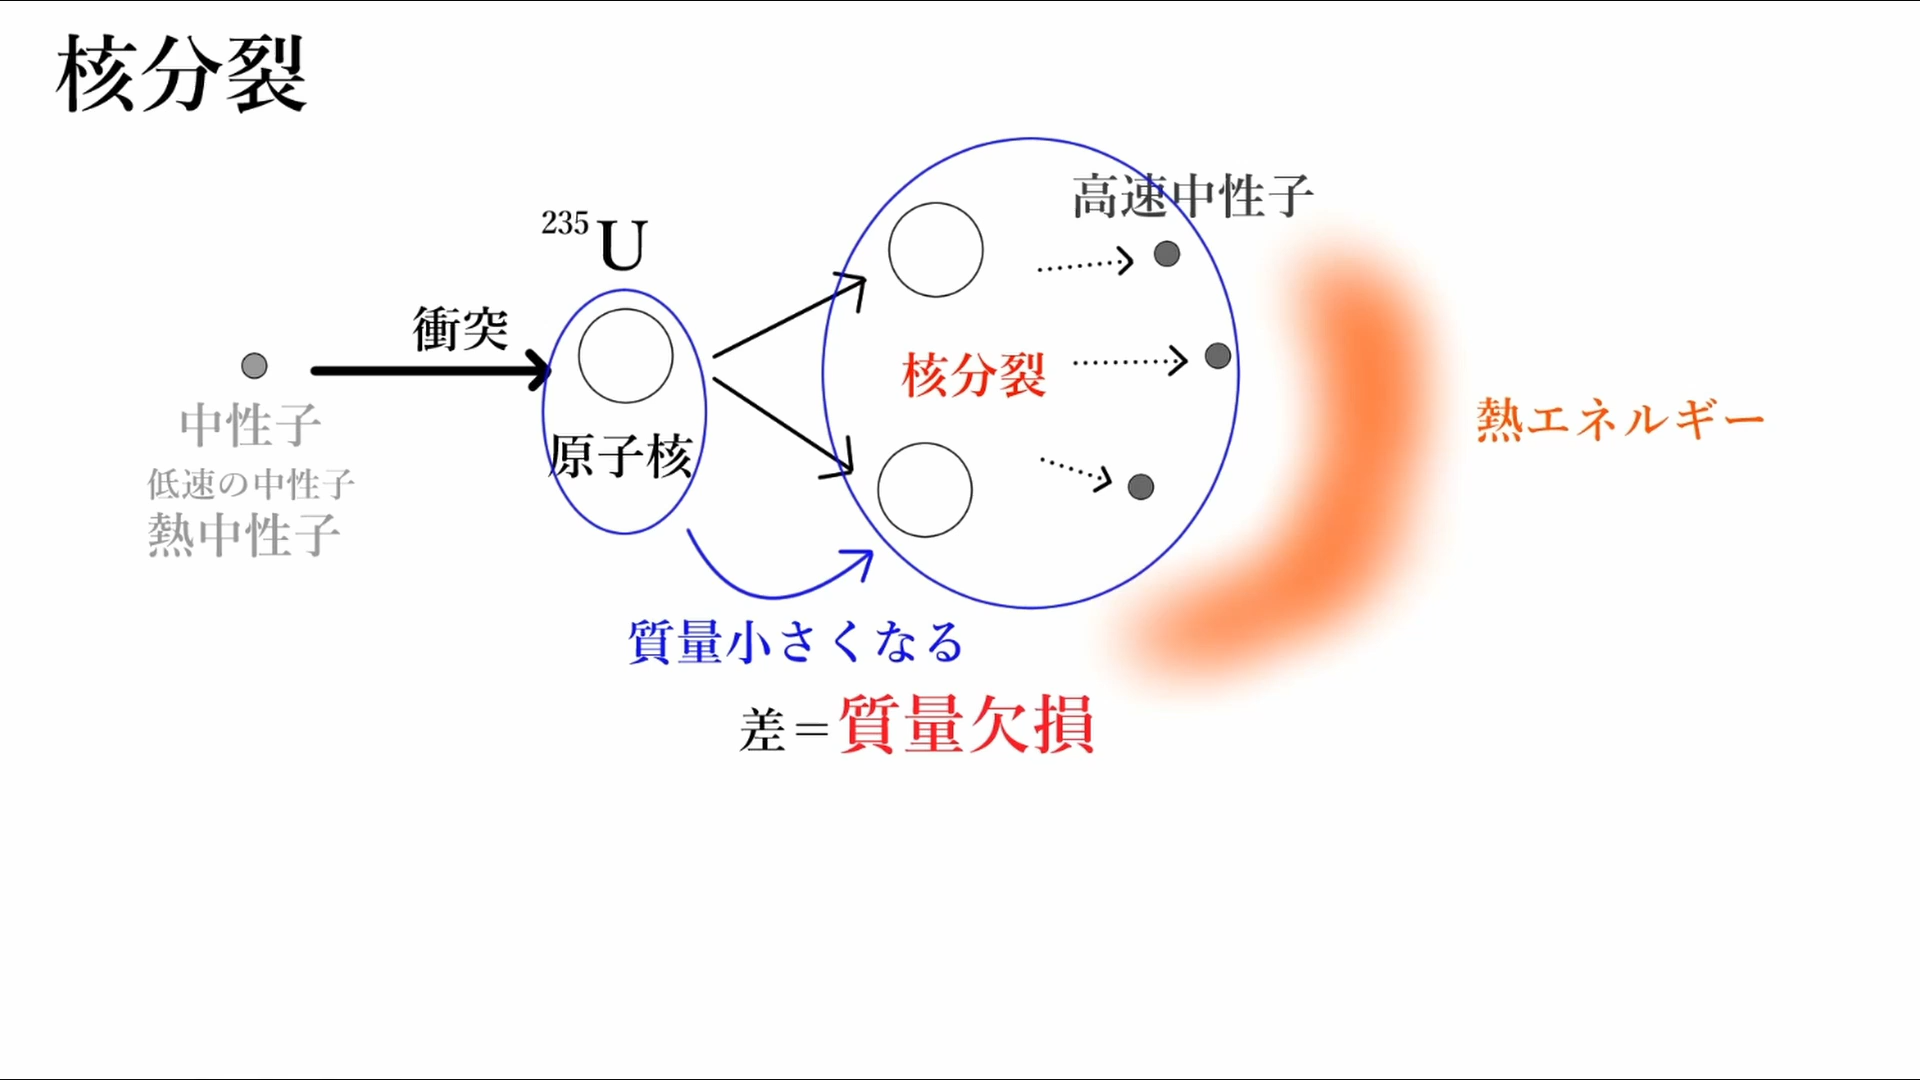 核分裂
高速中性子
²³⁵U
衝突
核分裂
熱エネルギー
中性子
原子核
低速の中性子
熱中性子
質量小さくなる
差＝質量欠損